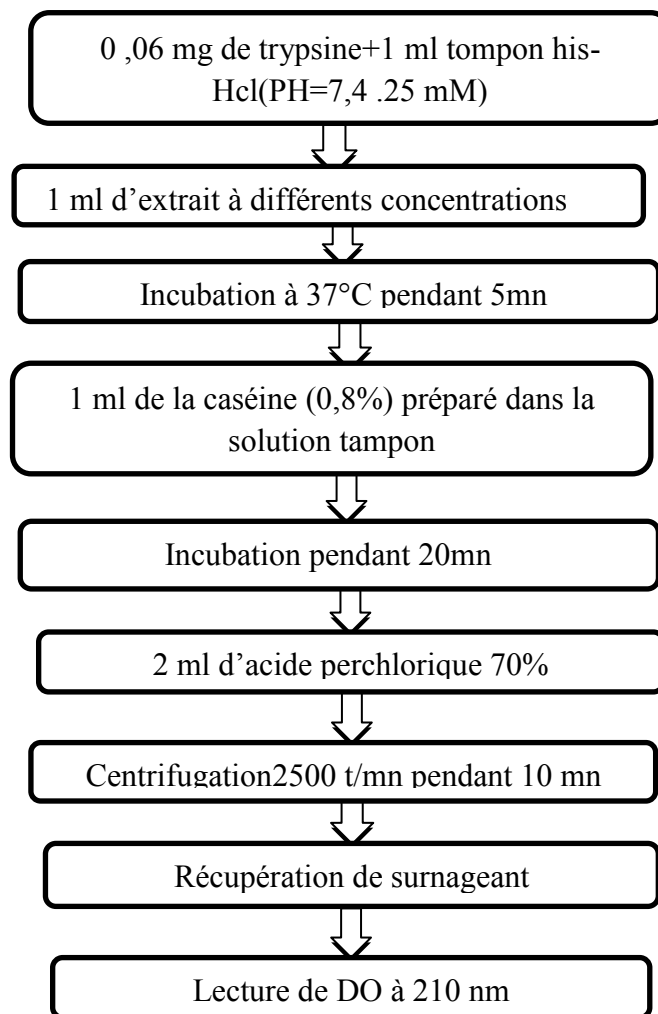 0 ,06 mg de trypsine+1 ml tompon his-
Hcl(PH=7,4 .25 mM)
1 ml d’extrait à différents concentrations
Incubation à 37°C pendant 5mn
1 ml de la caséine (0,8%) préparé dans la
solution tampon
Incubation pendant 20mn
2 ml d’acide perchlorique 70%
Centrifugation2500 t/mn pendant 10 mn
Récupération de surnageant
Lecture de DO à 210 nm